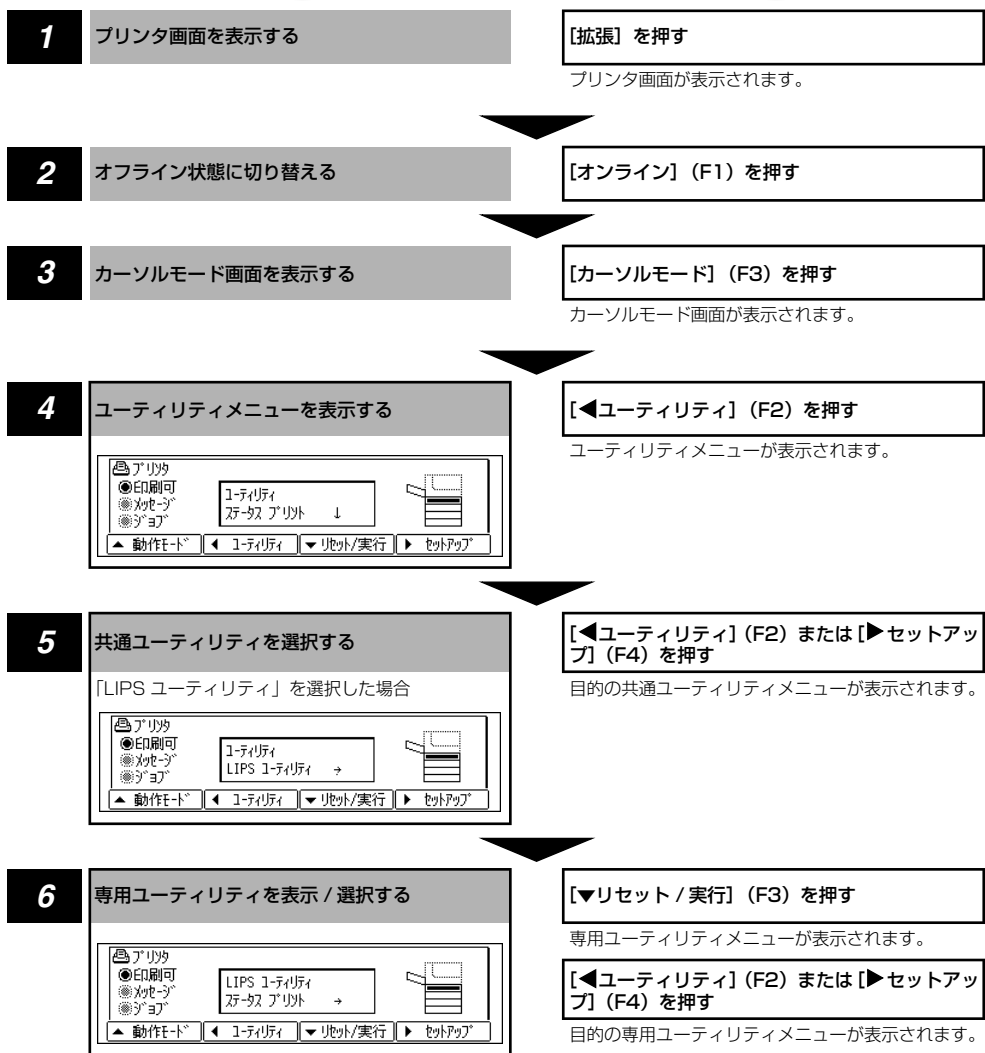 1
プリンタ画面を表示する
[拡張] を押す
プリンタ画面が表示されます。
2
オフライン状態に切り替える
[オンライン] (F1) を押す
3
カーソルモード画面を表示する
[カーソルモード] (F3) を押す
カーソルモード画面が表示されます。
4
ユーティリティメニューを表示する
[◀ユーティリティ] (F2) を押す
ユーティリティメニューが表示されます。
プリンタ
印刷可
メッセージ
ジョブ
ユーティリティ
ステータス プリント ↓
▲ 動作モード ◀ ユーティリティ ▼リセット/実行 ▶ セットアップ
5
共通ユーティリティを選択する
[◀ユーティリティ] (F2) または [▶セットアッ
プ] (F4) を押す
目的の共通ユーティリティメニューが表示されます。
「LIPS ユーティリティ」を選択した場合
プリンタ
印刷可
メッセージ
ジョブ
ユーティリティ
LIPS ユーティリティ →
▲ 動作モード ◀ ユーティリティ ▼リセット/実行 ▶ セットアップ
6
専用ユーティリティを表示 / 選択する
[▼リセット / 実行] (F3) を押す
専用ユーティリティメニューが表示されます。
[◀ユーティリティ] (F2) または [▶セットアッ
プ] (F4) を押す
目的の専用ユーティリティメニューが表示されます。
プリンタ
印刷可
メッセージ
ジョブ
LIPS ユーティリティ
ステータス プリント →
▲ 動作モード ◀ ユーティリティ ▼リセット/実行 ▶ セットアップ